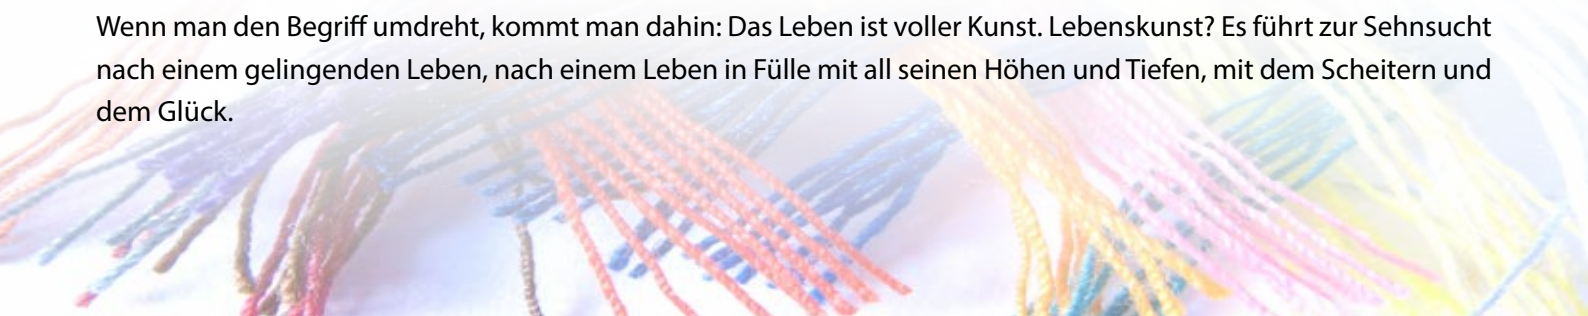 Wenn man den Begriff umdreht, kommt man dahin: Das Leben ist voller Kunst. Lebenskunst? Es führt zur Sehnsucht
nach einem gelingenden Leben, nach einem Leben in Fülle mit all seinen Höhen und Tiefen, mit dem Scheitern und
dem Glück.